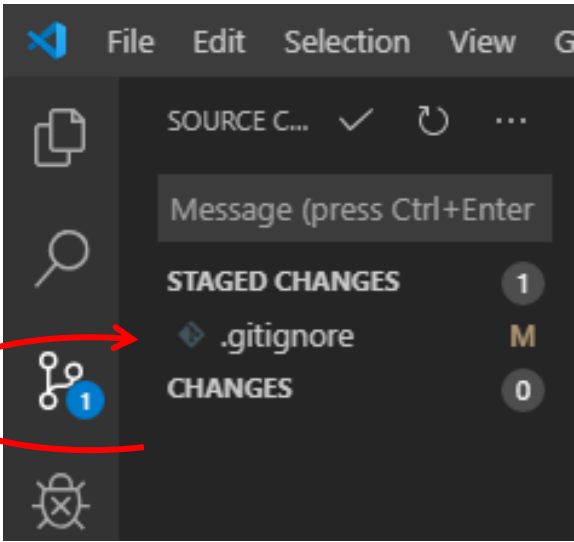 File Edit Selection View G
SOURCE C... ...
Message (press Ctrl+Enter
STAGED CHANGES 1
.gitignore M
1
CHANGES 0